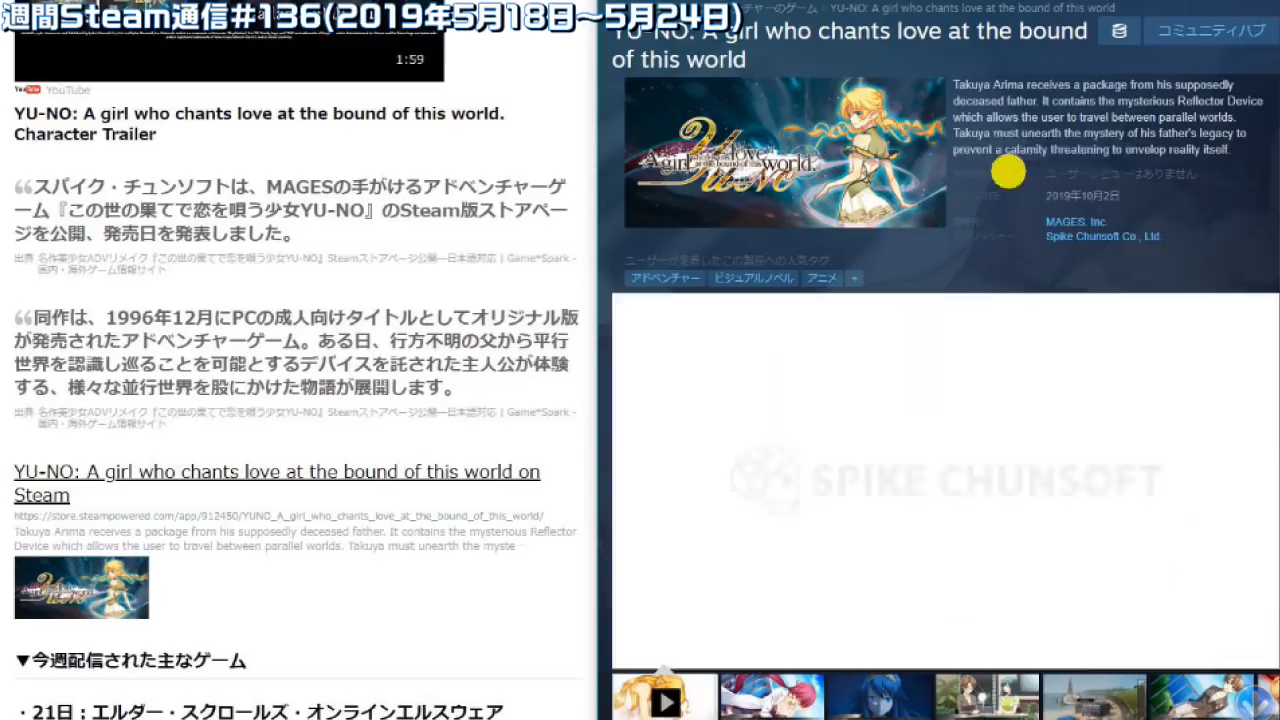 週間Steam通信#136(2019年5月18日~5月24日)
1:59
YouTube
YU-NO: A girl who chants love at the bound of this world.
Character Trailer
スパイク・チュンソフトは、MAGESの手がけるアドベンチャーゲ
ーム『この世の果てで恋を唄う少女YU-NO』のSteam版ストアペー
ジを公開、発売日を発表しました。
出典 名作美少女ADVリメイク『この世の果てで恋を唄う少女YU-NO』Steamストアページ公開―日本語対応 | Game*Spark -
国内・海外ゲーム情報サイト
同作は、1996年12月にPCの成人向けタイトルとしてオリジナル版
が発売されたアドベンチャーゲーム。ある日、行方不明の父から平行
世界を認識し巡ることを可能とするデバイスを託された主人公が体験
する、様々な並行世界を股にかけた物語が展開します。
出典 名作美少女ADVリメイク『この世の果てで恋を唄う少女YU-NO』Steamストアページ公開―日本語対応 | Game*Spark -
国内・海外ゲーム情報サイト
YU-NO: A girl who chants love at the bound of this world on
Steam
https://store.steampowered.com/app/912450/YUNO_A_girl_who_chants_love_at_the_bound_of_this_world/
Takuya Arima receives a package from his supposedly deceased father. It contains the mysterious Reflector
Device which allows the user to travel between parallel worlds. Takuya must unearth the myste…
▼今週配信された主なゲーム
・21日:エルダー・スクロールズ・オンラインエルスウェア
ゲーム > YU-NO: A girl who chants love at the bound of this world
YU-NO: A girl who chants love at the bound
of this world
コミュニティハブ
Takuya Arima receives a package from his supposedly
deceased father. It contains the mysterious Reflector Device
which allows the user to travel between parallel worlds.
Takuya must unearth the mystery of his father's legacy to
prevent a calamity threatening to envelop reality itself.
ユーザーレビューはありません
2019年10月2日
MAGES. Inc.
Spike Chunsoft Co., Ltd.
ユーザーが定義したこの製品への人気タグ
アドベンチャー ビジュアルノベル アニメ +
SPIKE CHUNSOFT